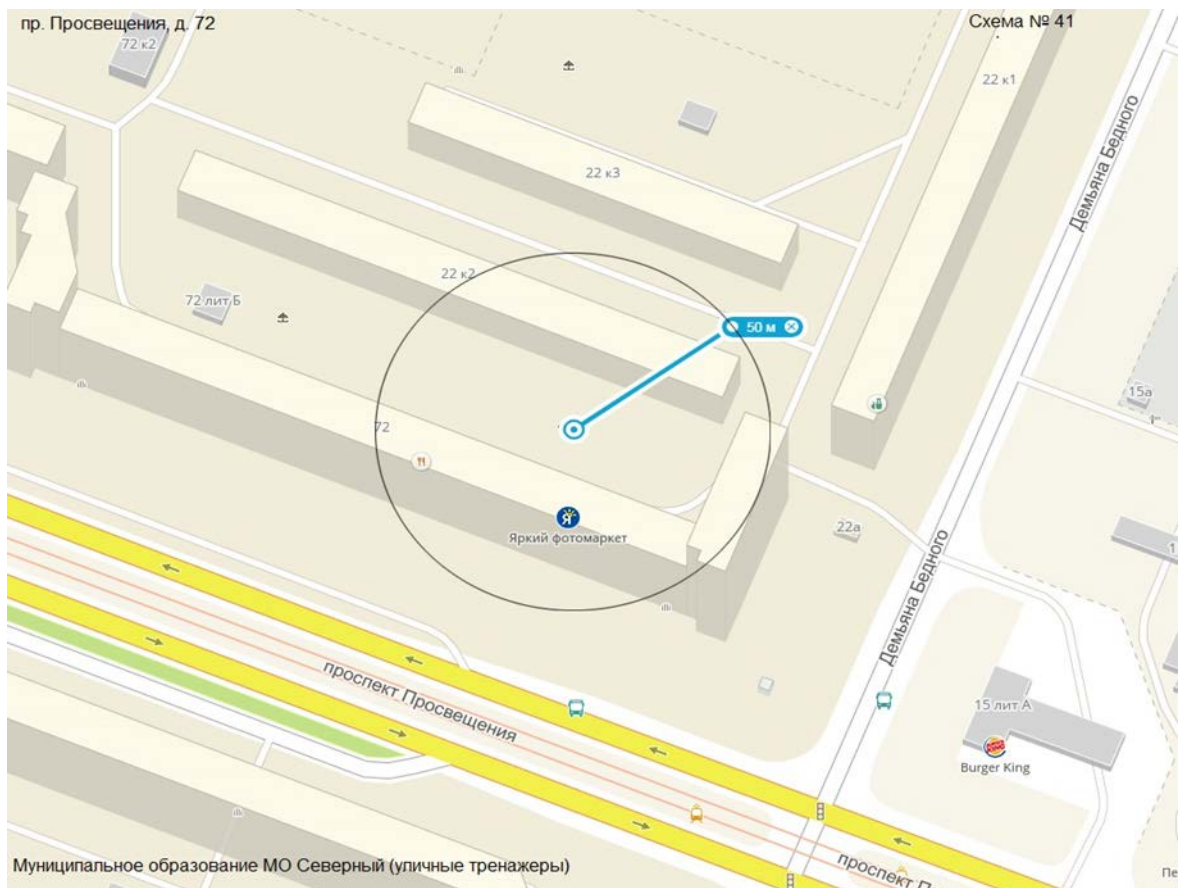 пр. Просвещения, д. 72
Схема № 41
72 к2
22 к1
22 к3
Демьяна Бедного
22 к2
72 лит Б
50 м
15а
72
Яркий фотомаркет
22а
Демьяна Бедного
проспект Просвещения
15 лит А
BURGER KING
Burger King
Муниципальное образование МО Северный (уличные тренажеры)